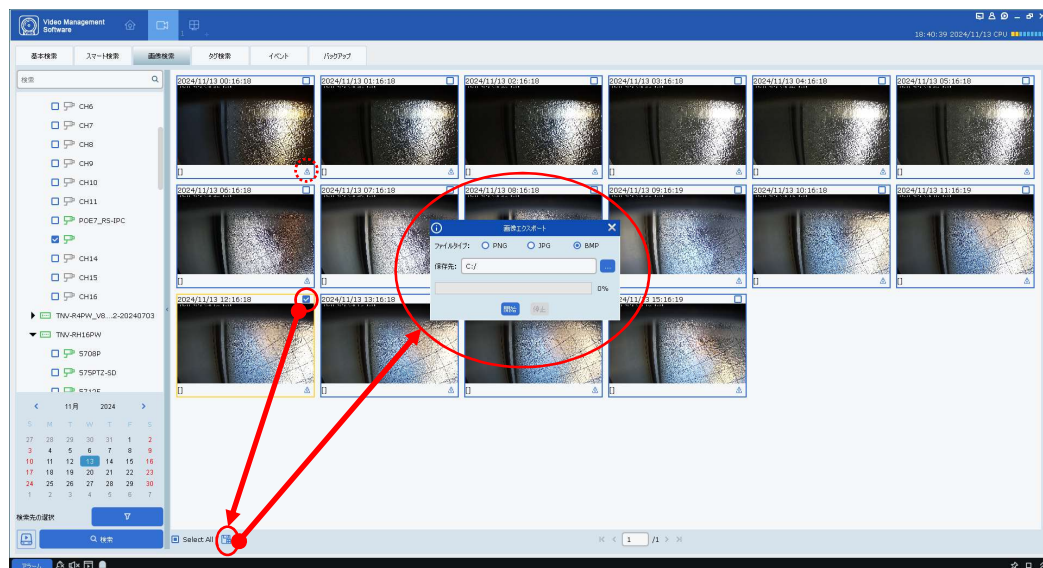 Video Management
Software
1
18:40:39 2024/11/13 CPU
基本検索 スマート検索 画像検索 タグ検索 イベント バックアップ
検索
CH6
CH7
CH8
CH9
CH10
CH11
POE7_RS-IPC
CH14
CH15
CH16
TNV-R4PW_V8...2-20240703
TNV-RH16PW
5708P
575PTZ-SD
11月 2024
S M T W T F S
27 28 29 30 31 1 2
3 4 5 6 7 8 9
10 11 12 13 14 15 16
17 18 19 20 21 22 23
24 25 26 27 28 29 30
1 2 3 4 5 6 7
検索先の選択
検索
2024/11/13 00:16:18 2024/11/13 01:16:18 2024/11/13 02:16:18 2024/11/13 03:16:18 2024/11/13 04:16:18 2024/11/13 05:16:18
[] [] [] [] [] []
2024/11/13 06:16:18 2024/11/13 07:16:18 2024/11/13 08:16:18 2024/11/13 09:16:19 2024/11/13 10:16:18 2024/11/13 11:16:19
画像エクスポート
ファイルタイプ: PNG JPG BMP
保存先: C:/ ...
0%
開始 停止
[] [] [] []
2024/11/13 12:16:18 2024/11/13 13:16:18 24/11/13 15:16:19
[] [] [] []
Select All
1 /1
アラーム